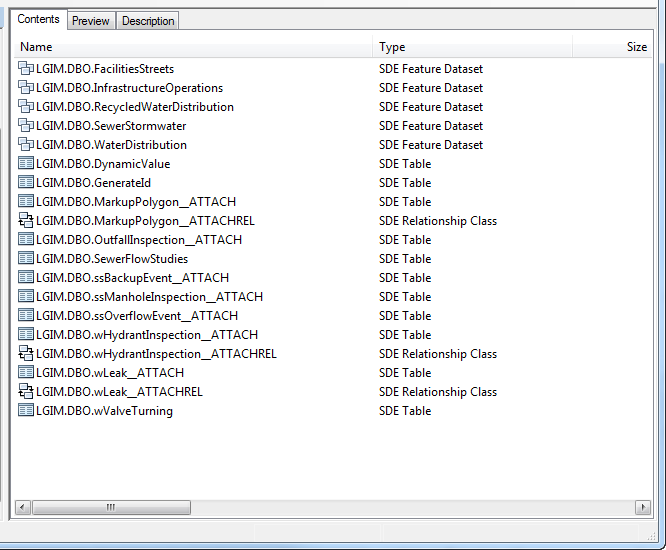 Contents Preview Description
Name Type Size
LGIM.DBO.FacilitiesStreets SDE Feature Dataset
LGIM.DBO.InfrastructureOperations SDE Feature Dataset
LGIM.DBO.RecycledWaterDistribution SDE Feature Dataset
LGIM.DBO.SewerStormwater SDE Feature Dataset
LGIM.DBO.WaterDistribution SDE Feature Dataset
LGIM.DBO.DynamicValue SDE Table
LGIM.DBO.GenerateId SDE Table
LGIM.DBO.MarkupPolygon__ATTACH SDE Table
LGIM.DBO.MarkupPolygon__ATTACHREL SDE Relationship Class
LGIM.DBO.OutfallInspection__ATTACH SDE Table
LGIM.DBO.SewerFlowStudies SDE Table
LGIM.DBO.ssBackupEvent__ATTACH SDE Table
LGIM.DBO.ssManholeInspection__ATTACH SDE Table
LGIM.DBO.ssOverflowEvent__ATTACH SDE Table
LGIM.DBO.wHydrantInspection__ATTACH SDE Table
LGIM.DBO.wHydrantInspection__ATTACHREL SDE Relationship Class
LGIM.DBO.wLeak__ATTACH SDE Table
LGIM.DBO.wLeak__ATTACHREL SDE Relationship Class
LGIM.DBO.wValveTurning SDE Table